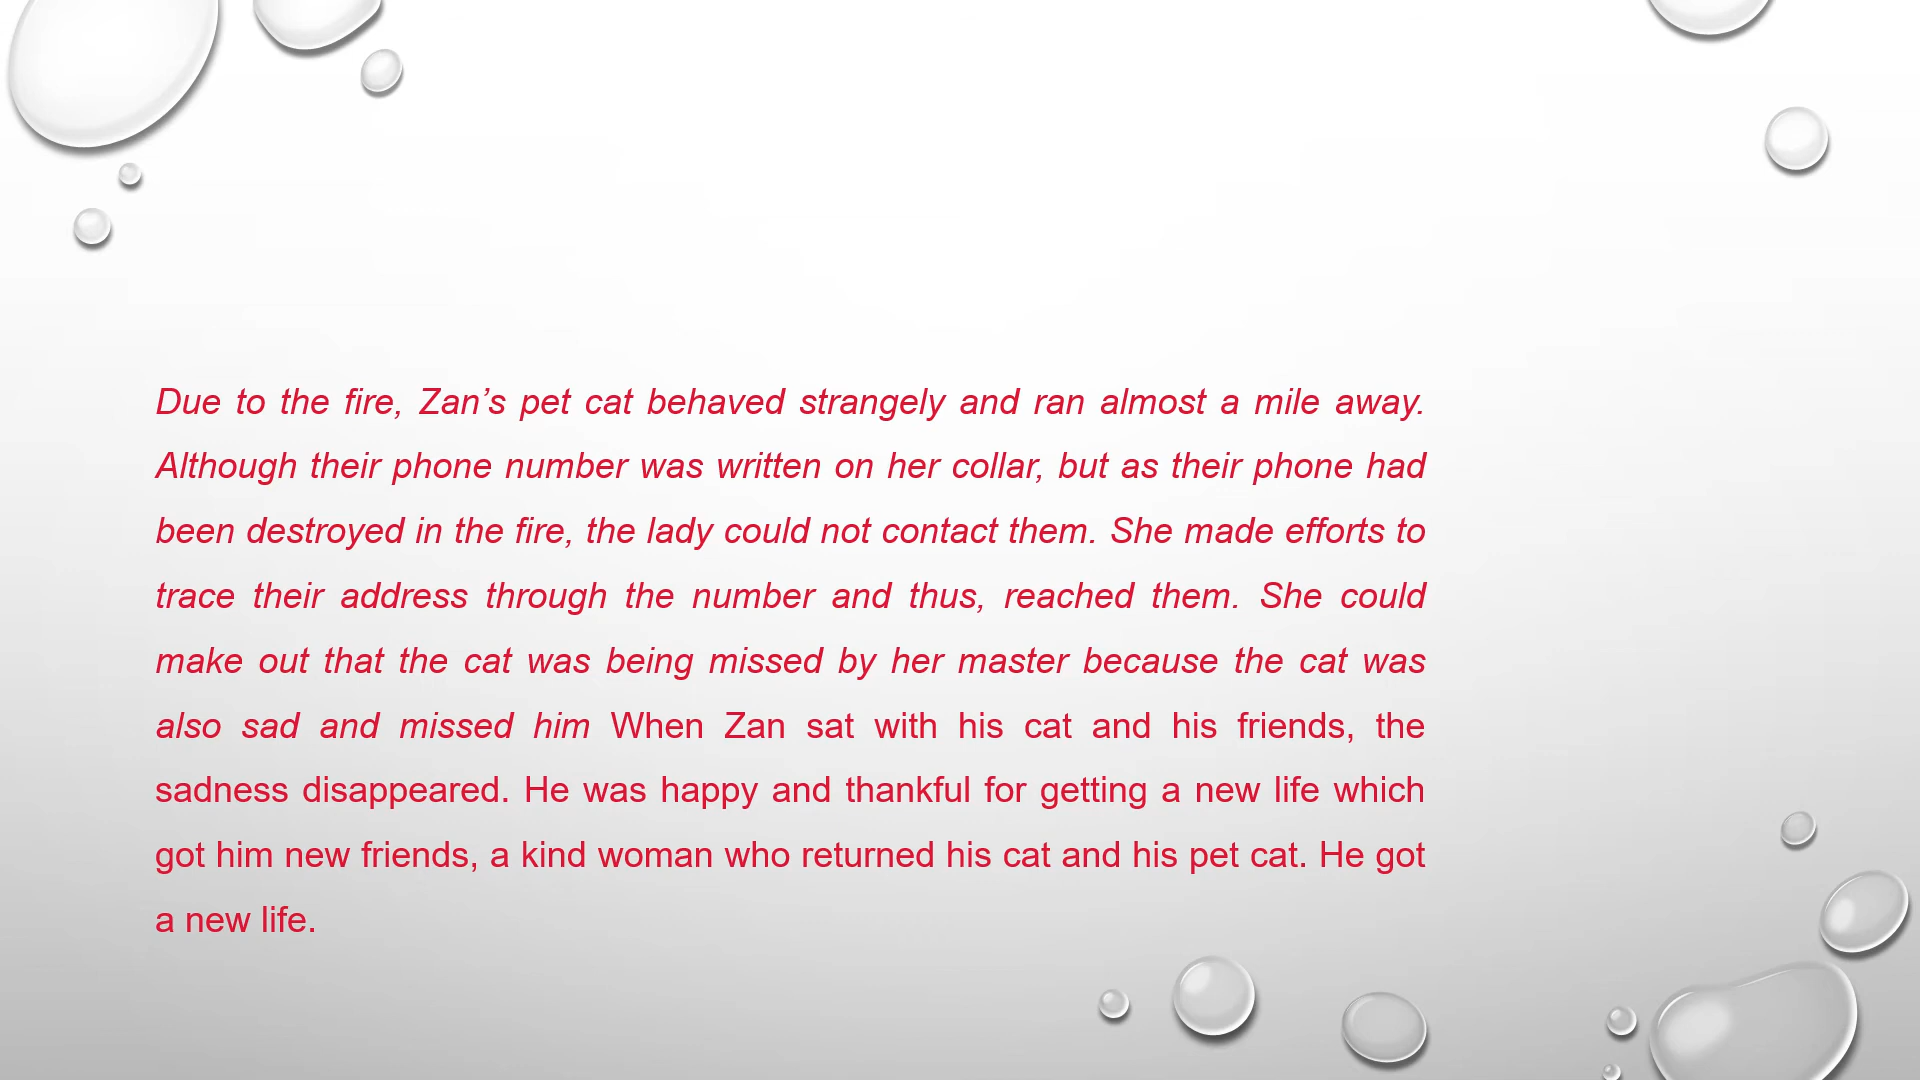 Due to the fire, Zan’s pet cat behaved strangely and ran almost a mile away.
Although their phone number was written on her collar, but as their phone had
been destroyed in the fire, the lady could not contact them. She made efforts to
trace their address through the number and thus, reached them. She could
make out that the cat was being missed by her master because the cat was
also sad and missed him When Zan sat with his cat and his friends, the
sadness disappeared. He was happy and thankful for getting a new life which
got him new friends, a kind woman who returned his cat and his pet cat. He got
a new life.